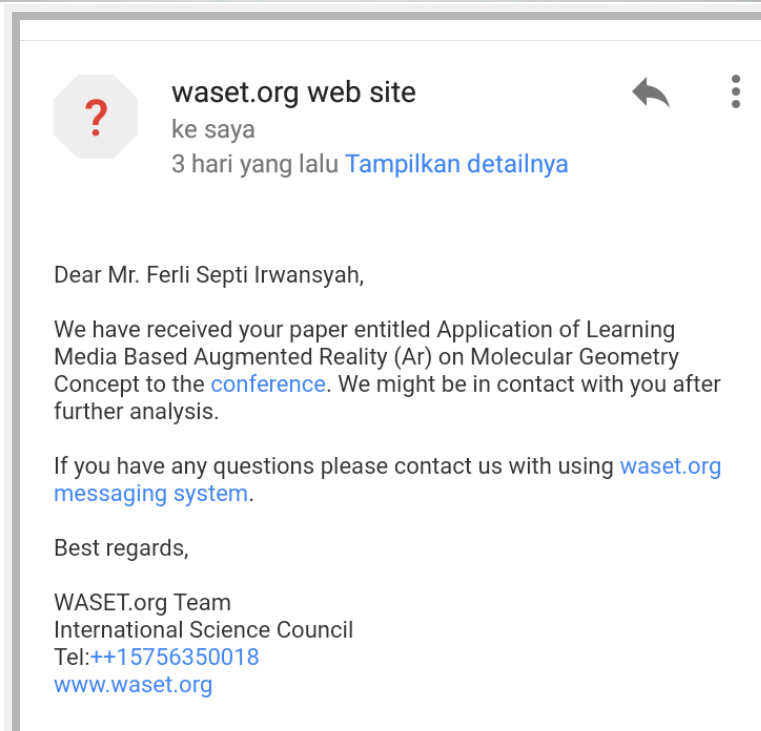 ?
waset.org web site
ke saya
3 hari yang lalu Tampilkan detailnya
Dear Mr. Ferli Septi Irwansyah,
We have received your paper entitled Application of Learning
Media Based Augmented Reality (Ar) on Molecular Geometry
Concept to the conference. We might be in contact with you after
further analysis.
If you have any questions please contact us with using waset.org
messaging system.
Best regards,
WASET.org Team
International Science Council
Tel:++15756350018
www.waset.org